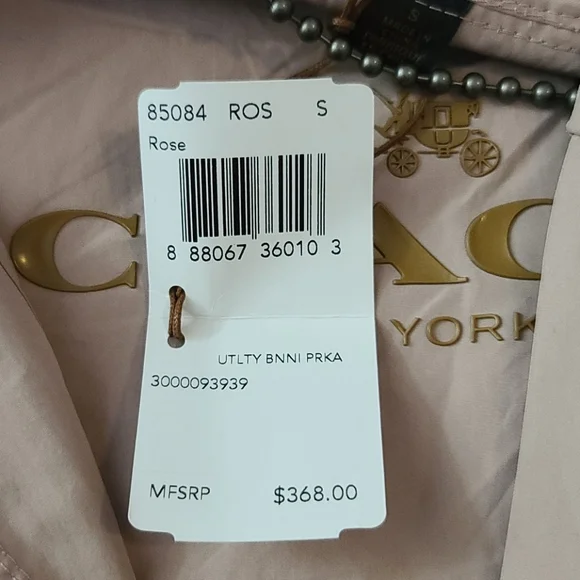 S
85084 ROS S
Rose
8 88067 36010 3
C AC
YORK
UTLTY BNNI PRKA
3000093939
MFSRP $368.00